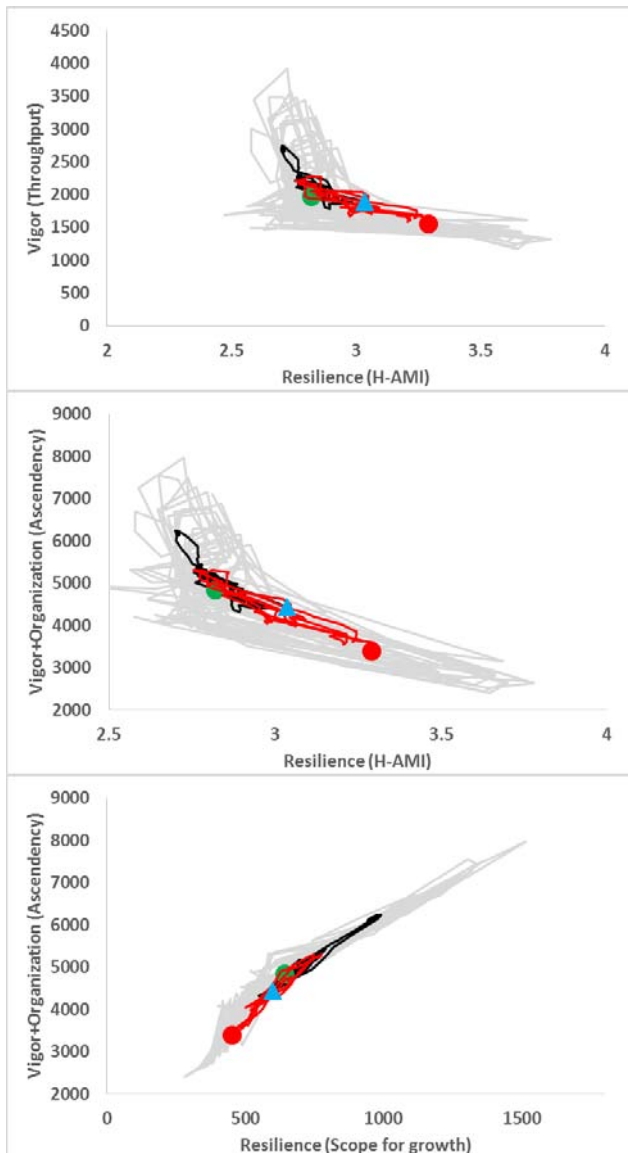 4500
4000
3500
3000
2500
2000
1500
1000
500
0
Vigor (Throughput)
2 2.5 3 3.5 4
Resilience (H-AMI)
9000
8000
7000
6000
5000
4000
3000
2000
Vigor+Organization (Ascendency)
2.5 3 3.5 4
Resilience (H-AMI)
9000
8000
7000
6000
5000
4000
3000
2000
Vigor+Organization (Ascendency)
0 500 1000 1500
Resilience (Scope for growth)